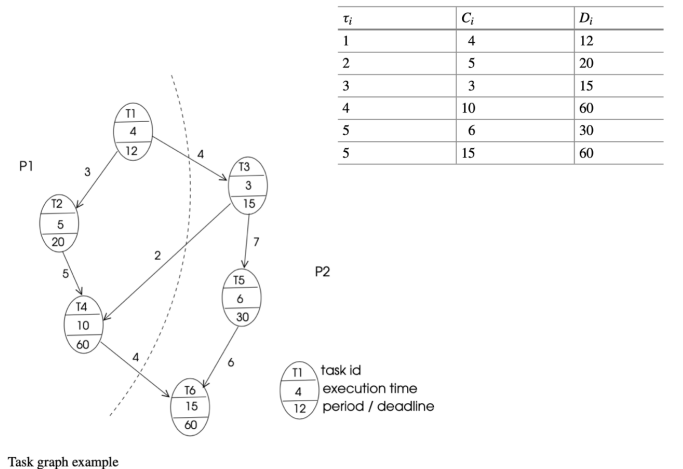 τi Ci Di
1 4 12
2 5 20
3 3 15
4 10 60
5 6 30
5 15 60
T1
4
12
P1
3
4
T3
3
15
T2
5
20
2
7
5
P2
T5
6
30
T4
10
60
4
6
T6
15
60
T1 task id
4 execution time
12 period / deadline
Task graph example